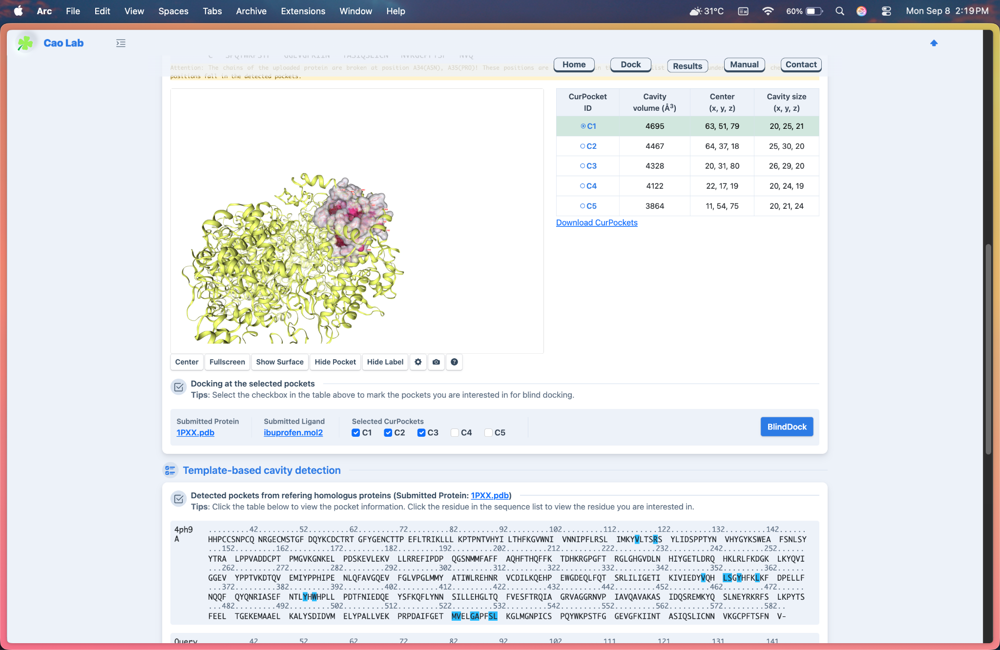 Arc File Edit View Spaces Tabs Archive Extensions Window Help 31°C 60% Mon Sep 8 2:19 PM
Cao Lab
Home Dock Results Manual Contact
Attention: The chains of the uploaded protein are broken at position A34(ASN), A35(PRO)! These positions are
positions fall in the detected pockets.
CurPocket ID Cavity volume (Å³) Center (x, y, z) Cavity size (x, y, z)
C1 4695 63, 51, 79 20, 25, 21
C2 4467 64, 37, 18 25, 30, 20
C3 4328 20, 31, 80 26, 29, 20
C4 4122 22, 17, 19 20, 24, 19
C5 3864 11, 54, 75 20, 21, 24
Download CurPockets
Center Fullscreen Show Surface Hide Pocket Hide Label
Docking at the selected pockets
Tips: Select the checkbox in the table above to mark the pockets you are interested in for blind docking.
Submitted Protein Submitted Ligand Selected CurPockets
1PXX.pdb ibuprofen.mol2 C1 C2 C3 C4 C5 BlindDock
Template-based cavity detection
Detected pockets from refering homologus proteins (Submitted Protein: 1PXX.pdb)
Tips: Click the table below to view the pocket information. Click the residue in the sequence list to view the residue you are interested in.
4ph9 .........42.........52.........62.........72.........82.........92.........102.........112.........122.........132.........142......
A HHPCCSNPCQ NRGECMSTGF DQYKCDCTRT GFYGENCTTP EFLTRIKLLL KPTPNTVHYI LTHFKGVWNI VNNIPFLRSL IMKYVLTSRS YLIDSPPTYN VHYGYKSWEA FSNLSY
...152.........162.........172.........182.........192.........202.........212.........222.........232.........242.........252......
YTRA LPPVADDCPT PMGVKGNKEL PDSKEVLEKV LLRREFIPDP QGSNMMFAFF AQHFTHQFFK TDHKRGPGFT RGLGHGVDLN HIYGETLDRQ HKLRLFKDGK LKYQVI
...262.........272.........282.........292.........302.........312.........322.........332.........342.........352.........362......
GGEV YPPTVKDTQV EMIYPPHIPE NLQFAVGQEV FGLVPGLMMY ATIWLREHNR VCDILKQEHP EWGDEQLFQT SRLILIGETI KIVIEDYVQH LSGYHFKLKF DPELLF
...372.........382.........392.........402.........412.........422.........432.........442.........452.........462.........472......
NQQF QYQNRIASEF NTLYHWHPLL PDTFNIEDQE YSFKQFLYNN SILLEHGLTQ FVESFTRQIA GRVAGGRNVP IAVQAVAKAS IDQSREMKYQ SLNEYRKRFS LKPYTS
...482.........492.........502.........512.........522.........532.........542.........552.........562.........572.........582..
FEEL TGEKEMAAEL KALYSDIDVM ELYPALLVEK PRPDAIFGET MVELGAPFSL KGLMGNPICS PQYWKPSTFG GEVGFKIINT ASIQSLICNN VKGCPFTSFN V-
Query 42 52 62 72 82 92 102 111 121 131 141